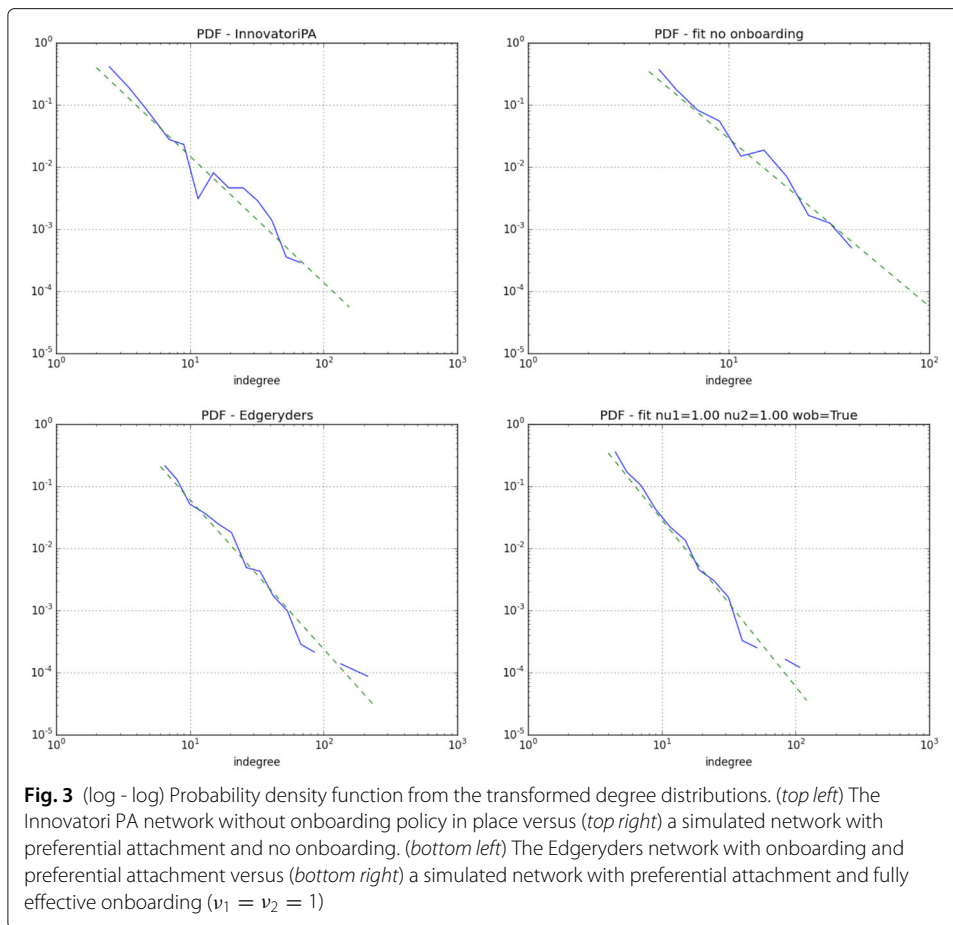 PDF - InnovatoriPA
10^0
10^-1
10^-2
10^-3
10^-4
10^-5
10^0 10^1 10^2 10^3
indegree
PDF - fit no onboarding
10^0
10^-1
10^-2
10^-3
10^-4
10^-5
10^0 10^1 10^2
indegree
PDF - Edgeryders
10^0
10^-1
10^-2
10^-3
10^-4
10^-5
10^0 10^1 10^2 10^3
indegree
PDF - fit nu1=1.00 nu2=1.00 wob=True
10^0
10^-1
10^-2
10^-3
10^-4
10^-5
10^0 10^1 10^2 10^3
indegree
Fig. 3 (log - log) Probability density function from the transformed degree distributions. (top left) The
Innovatori PA network without onboarding policy in place versus (top right) a simulated network with
preferential attachment and no onboarding. (bottom left) The Edgeryders network with onboarding and
preferential attachment versus (bottom right) a simulated network with preferential attachment and fully
effective onboarding (ν₁ = ν₂ = 1)